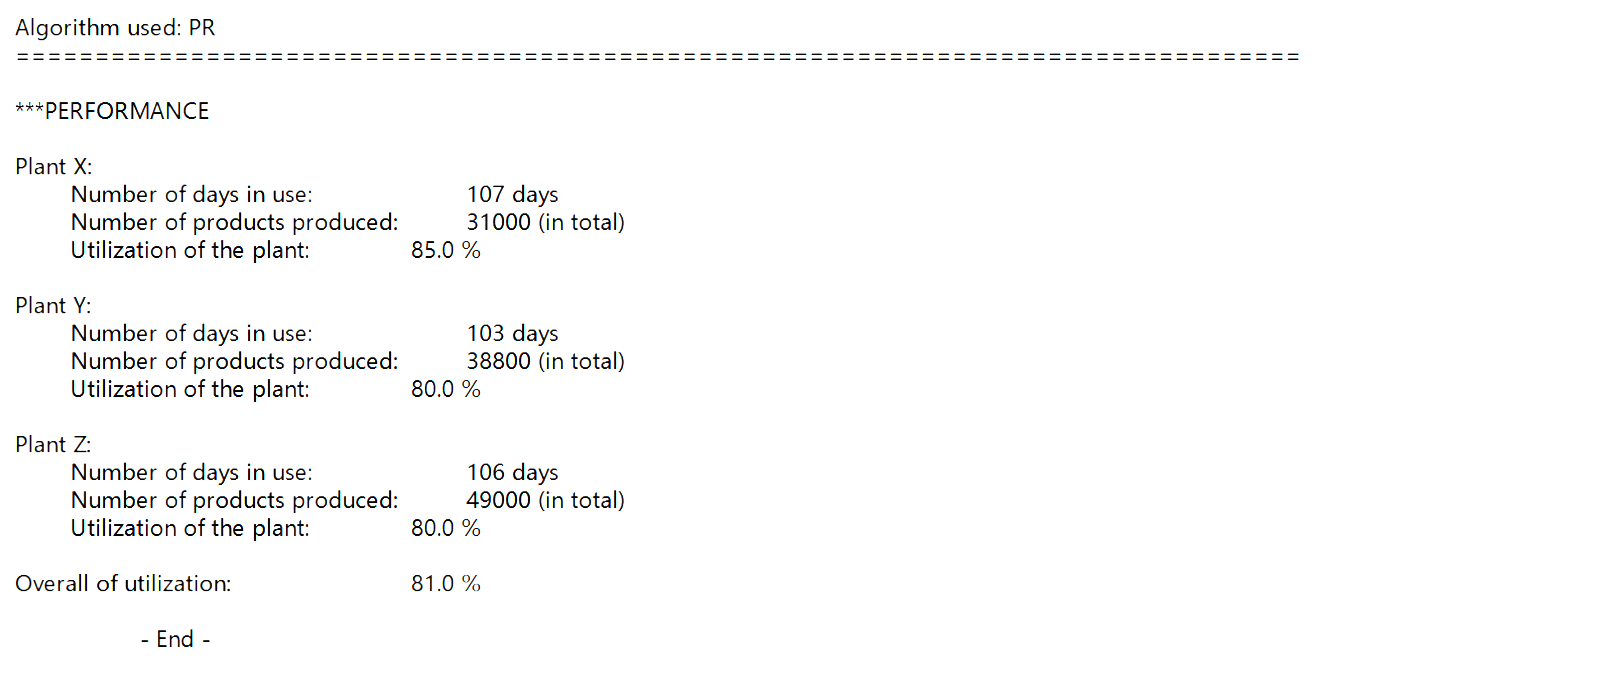 Algorithm used: PR
==================================================================================
***PERFORMANCE
Plant X:
Number of days in use: 107 days
Number of products produced: 31000 (in total)
Utilization of the plant: 85.0 %
Plant Y:
Number of days in use: 103 days
Number of products produced: 38800 (in total)
Utilization of the plant: 80.0 %
Plant Z:
Number of days in use: 106 days
Number of products produced: 49000 (in total)
Utilization of the plant: 80.0 %
Overall of utilization: 81.0 %
- End -